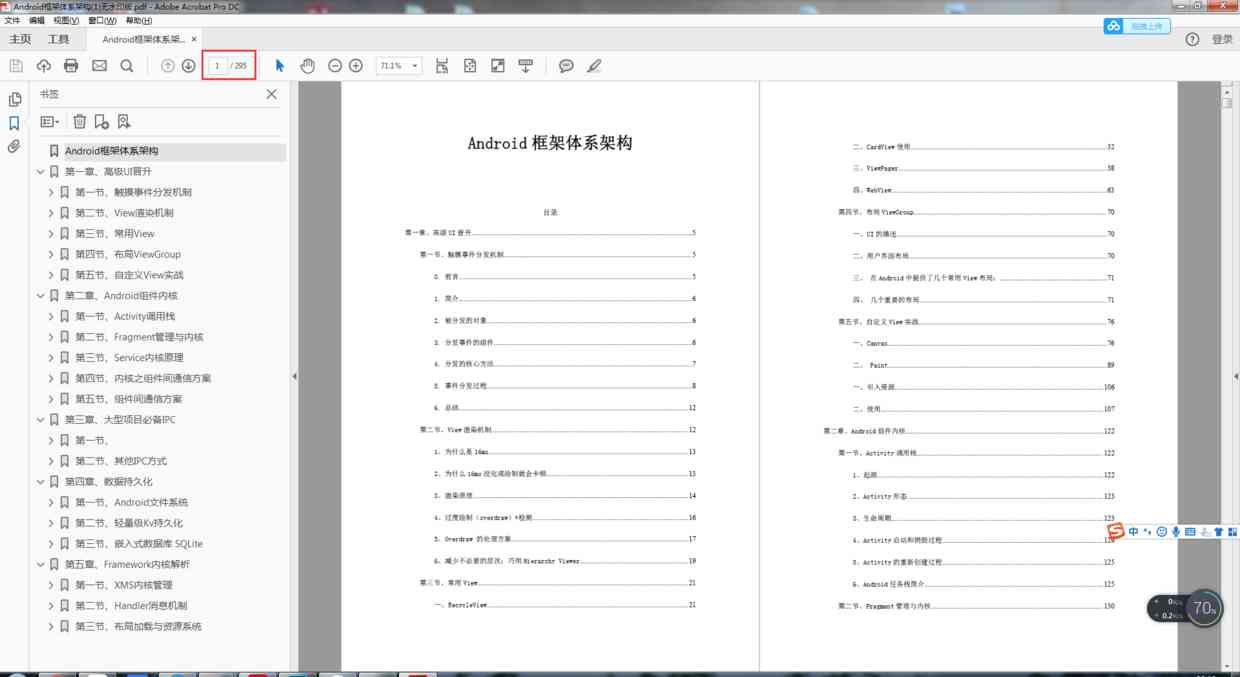 Android框架体系架构(1)无水印版.pdf - Adobe Acrobat Pro DC
文件 编辑 视图(V) 窗口(W) 帮助(H)
主页 工具 Android框架体系架... × 拖拽上传 登录
1 / 295 71.1%
书签
Android框架体系架构
第一章、高级UI晋升
第一节、触摸事件分发机制
第二节、View渲染机制
第三节、常用View
第四节、布局ViewGroup
第五节、自定义View实战
第二章、Android组件内核
第一节、Activity调用栈
第二节、Fragment管理与内核
第三节、Service内核原理
第四节、内核之组件间通信方案
第五节、组件间通信方案
第三章、大型项目必备IPC
第一节、
第二节、其他IPC方式
第四章、数据持久化
第一节、Android文件系统
第二节、轻量级Kv持久化
第三节、嵌入式数据库 SQLite
第五章、Framework内核解析
第一节、XMS内核管理
第二节、Handler消息机制
第三节、布局加载与资源系统
Android 框架体系架构
目录
第一章、高级 UI 晋升 5
第一节、触摸事件分发机制 5
0. 前言 5
1. 简介 6
2. 被分发的对象 6
3. 分发事件的组件 6
4. 分发的核心方法 7
5. 事件分发过程 8
6. 总结 12
第二节、View 渲染机制 12
1、为什么是 16ms 13
2、为什么 16ms 没完成绘制就会卡顿 13
3、渲染原理 14
4、过度绘制（overdraw）+检测 16
5、Overdraw 的处理方案 17
6、减少不必要的层次：巧用 Hierarchy Viewer 19
第三节、常用 View 21
一、RecycleView 21
二、CardView 使用 52
三、ViewPager 58
四、WebView 63
第四节、布局 ViewGroup 70
一、UI 的描述 70
二、用户界面布局 70
三、 在 Android 中提供了几个常用 View 布局： 71
四、 几个重要的布局 71
第五节、自定义 View 实战 76
一、Canvas 76
二、 Paint 89
一、引入资源 106
二、使用 107
第二章、Android 组件内核 122
第一节、Activity 调用栈 122
1、起源 122
2、Activity 形态 123
3、生命周期 123
4、Activity 启动和拥防过程
5、Activity 的重新创建过程 125
6、Android 任务栈简介 125
第二节、Fragment 管理与内核 130
中
70%